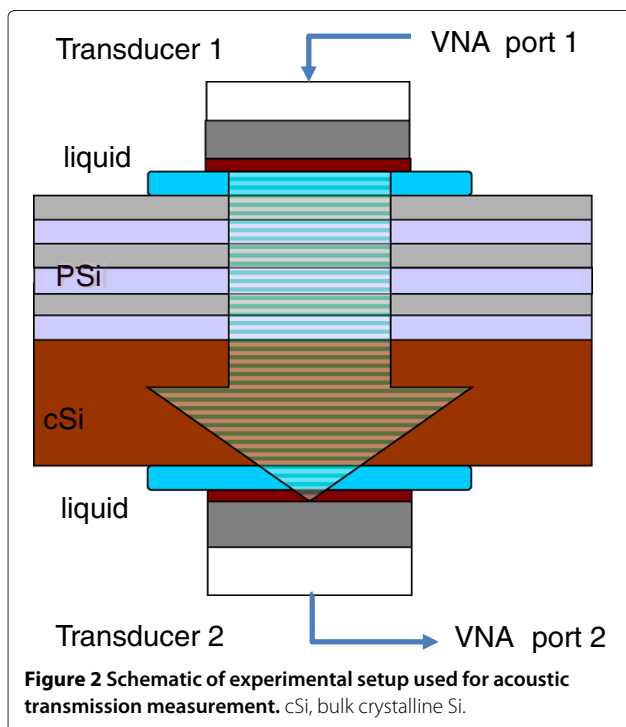 Transducer 1
VNA port 1
liquid
PSi
cSi
liquid
Transducer 2
VNA port 2
Figure 2 Schematic of experimental setup used for acoustic
transmission measurement. cSi, bulk crystalline Si.